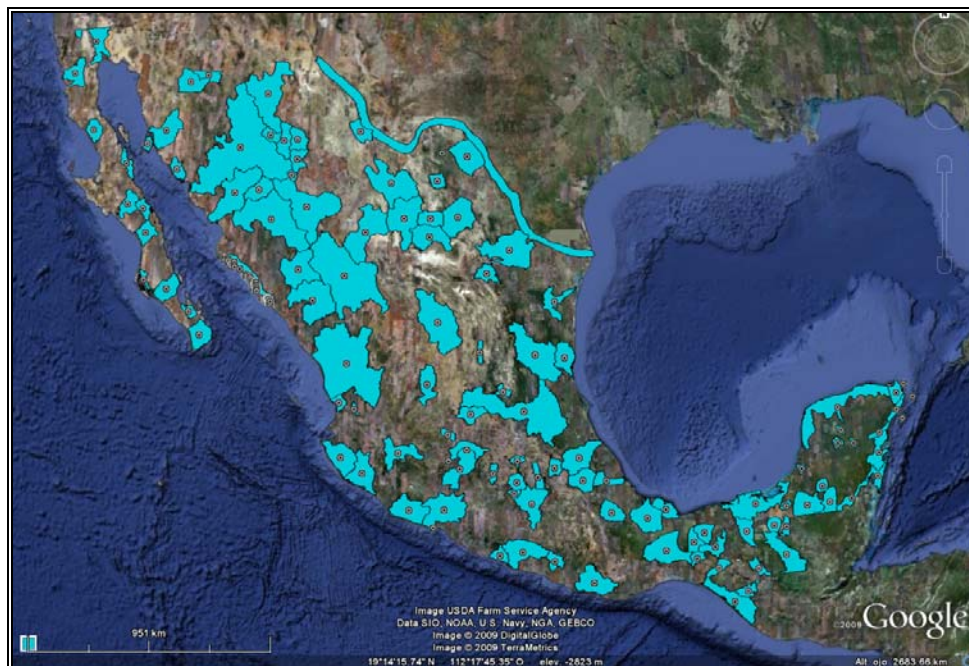 951 km
Image USDA Farm Service Agency
Data SIO, NOAA, U.S. Navy, NGA, GEBCO
Image © 2009 DigitalGlobe
Image © 2009 TerraMetrics
©2009 Google
19°14'15.74" N 112°17'45.35" O elev. -2823 m
Alt. ojo 2683.66 km